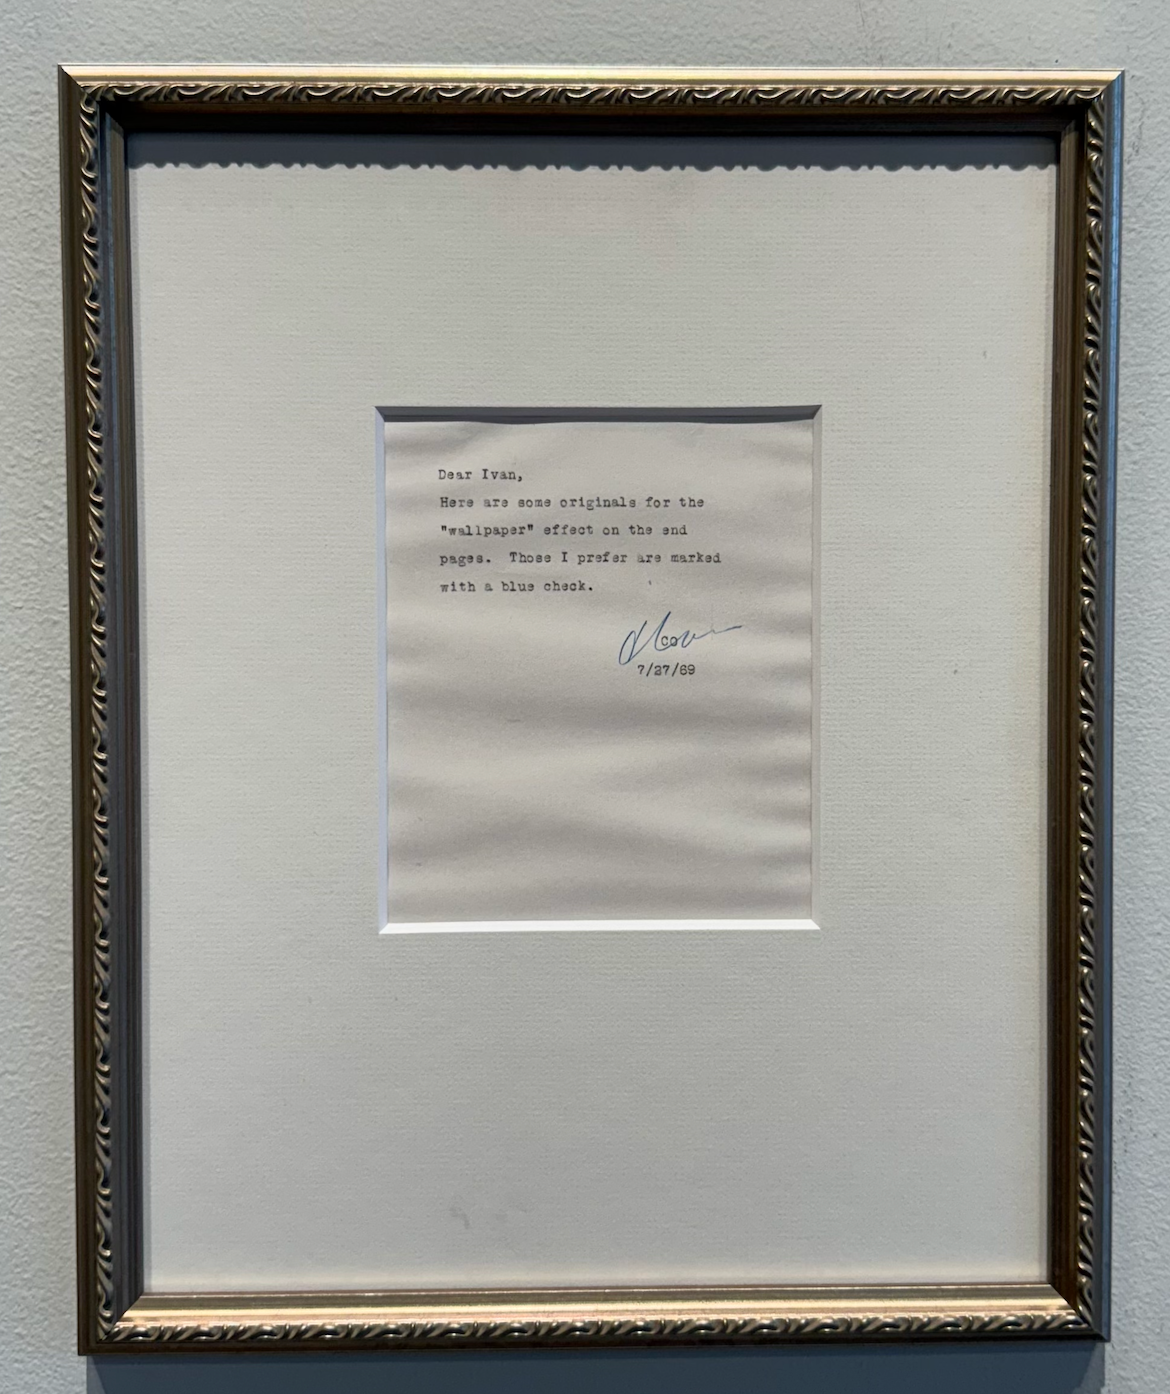 Dear Ivan,
Here are some originals for the
"wallpaper" effect on the end
pages.  Those I prefer are marked
with a blue check.
co
7/27/69